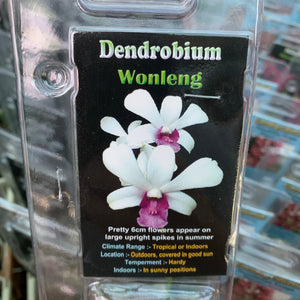 Dendrobium
Wonleng
Pretty 6cm flowers appear on
large upright spikes in summer
Climate Range :- Tropical or Indoors
Location :- Outdoors, covered in good sun
Temperment :- Hardy
Indoors :- In sunny positions